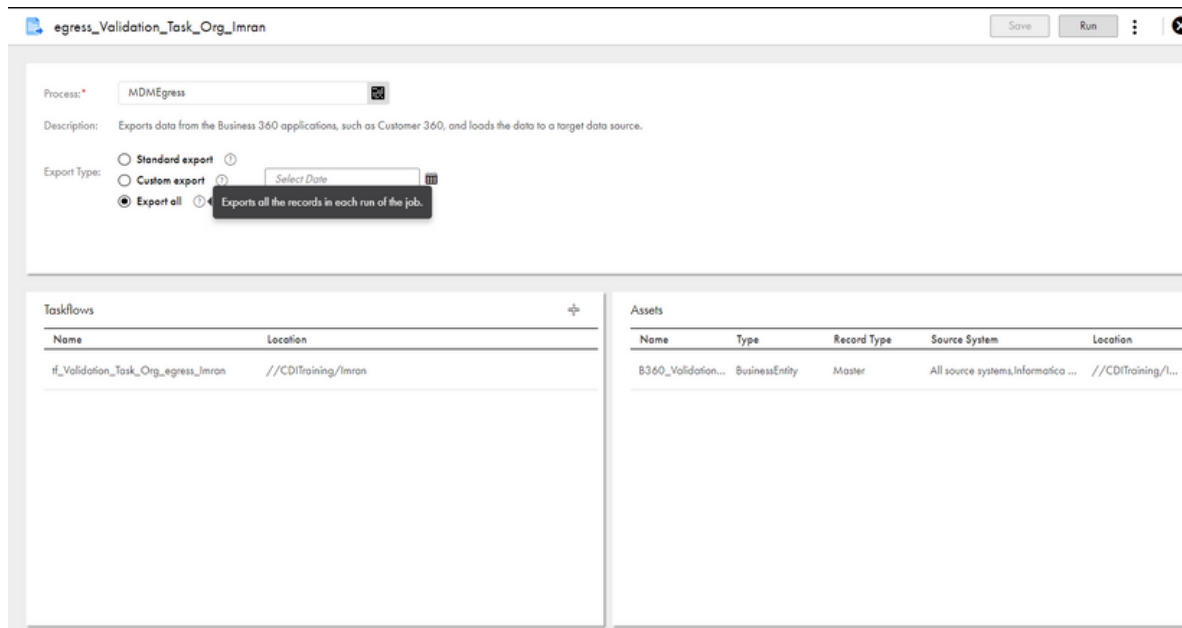 egress_Validation_Task_Org_Imran
Save
Run
Process:*
MDMEgress
Description:
Exports data from the Business 360 applications, such as Customer 360, and loads the data to a target data source.
Export Type:
Standard export
Custom export
Select Date
Export all
Exports all the records in each run of the job.
Taskflows
Name Location
tf_Validation_Task_Org_egress_Imran //CDITraining/Imran
Assets
Name Type Record Type Source System Location
B360_Validation... BusinessEntity Master All source systems,Informatica ... //CDITraining/I...